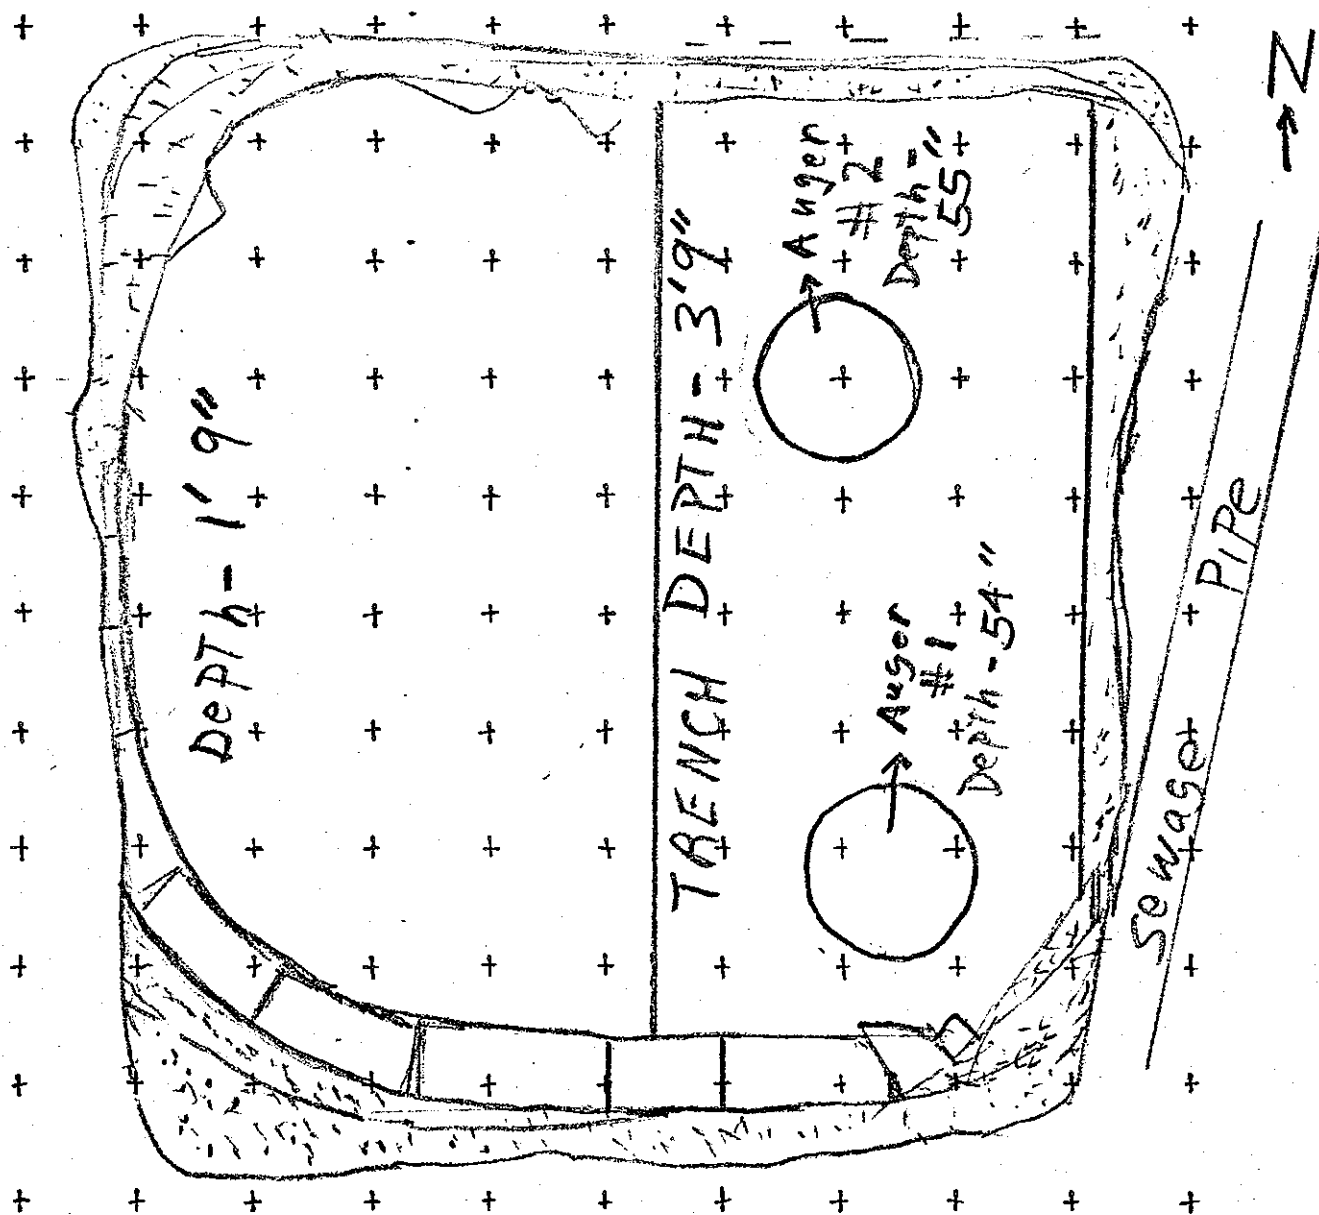 N
Depth- 1' 9"
TRENCH DEPTH- 3'9"
Auger
#2
Depth-
55"
Auger
#1
Depth-54"
Sewage PiPe